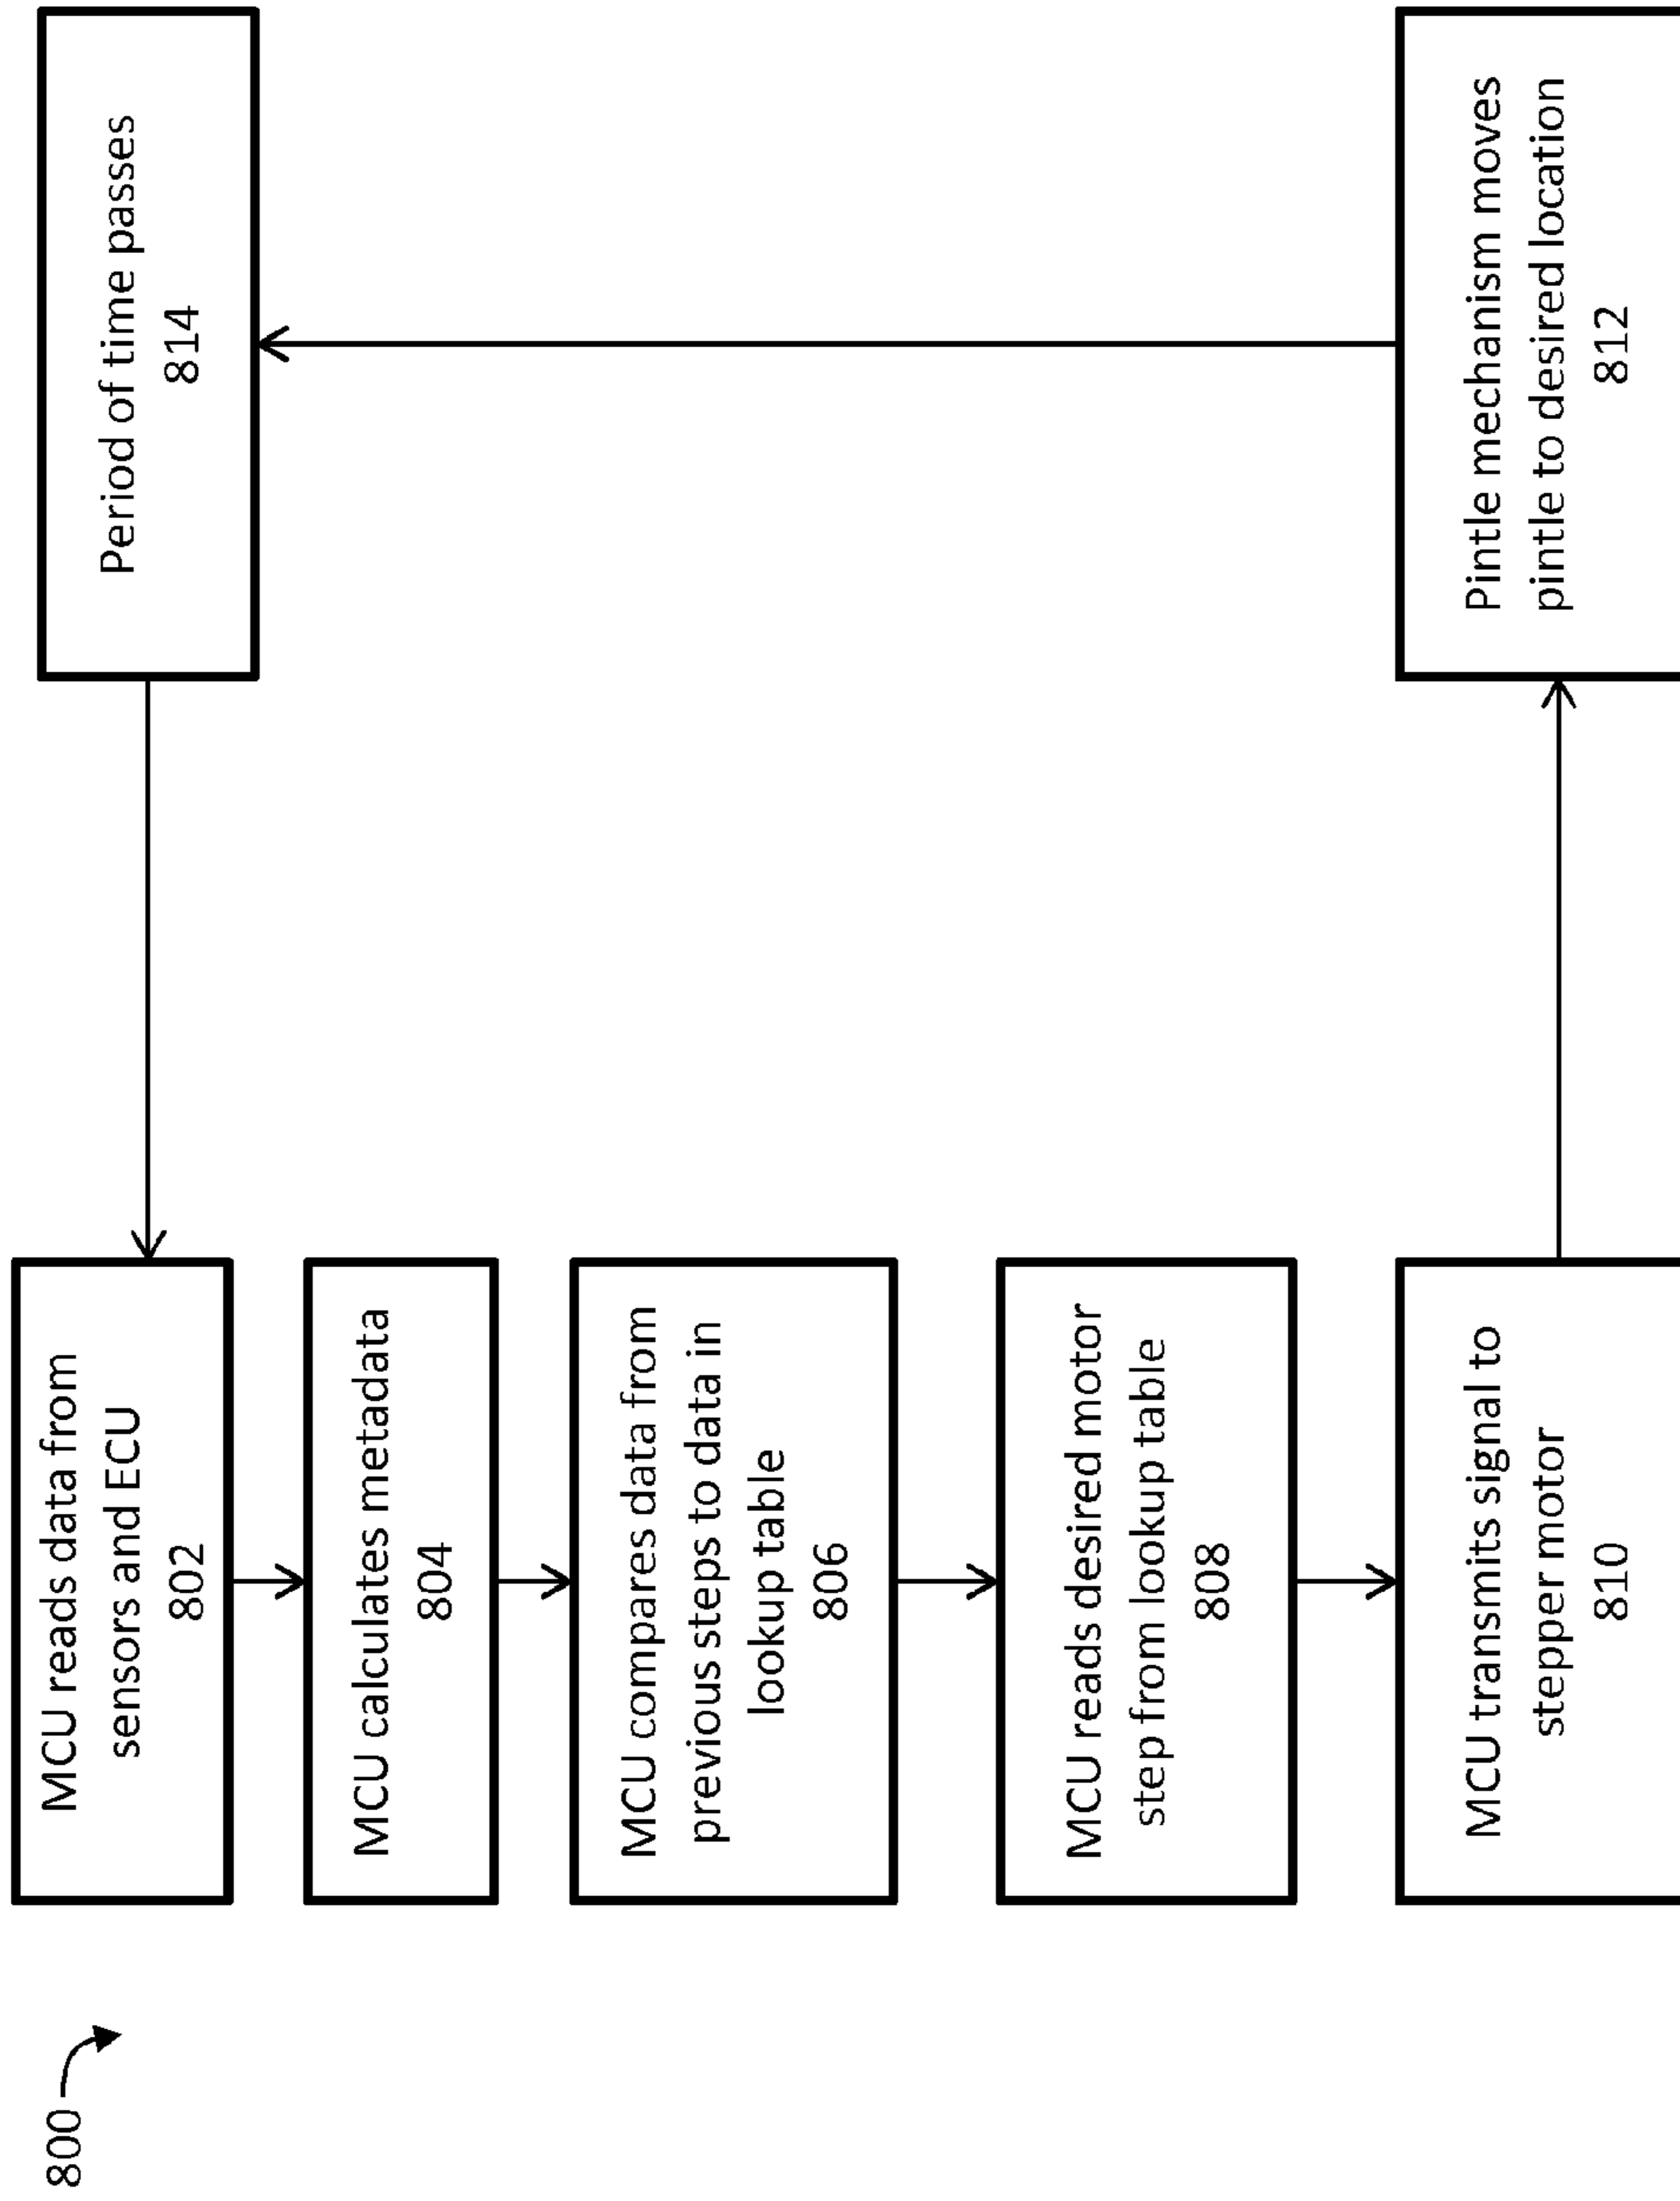 800
MCU reads data from
sensors and ECU
802
MCU calculates metadata
804
MCU compares data from
previous steps to data in
lookup table
806
MCU reads desired motor
step from lookup table
808
MCU transmits signal to
stepper motor
810
Pintle mechanism moves
pintle to desired location
812
Period of time passes
814